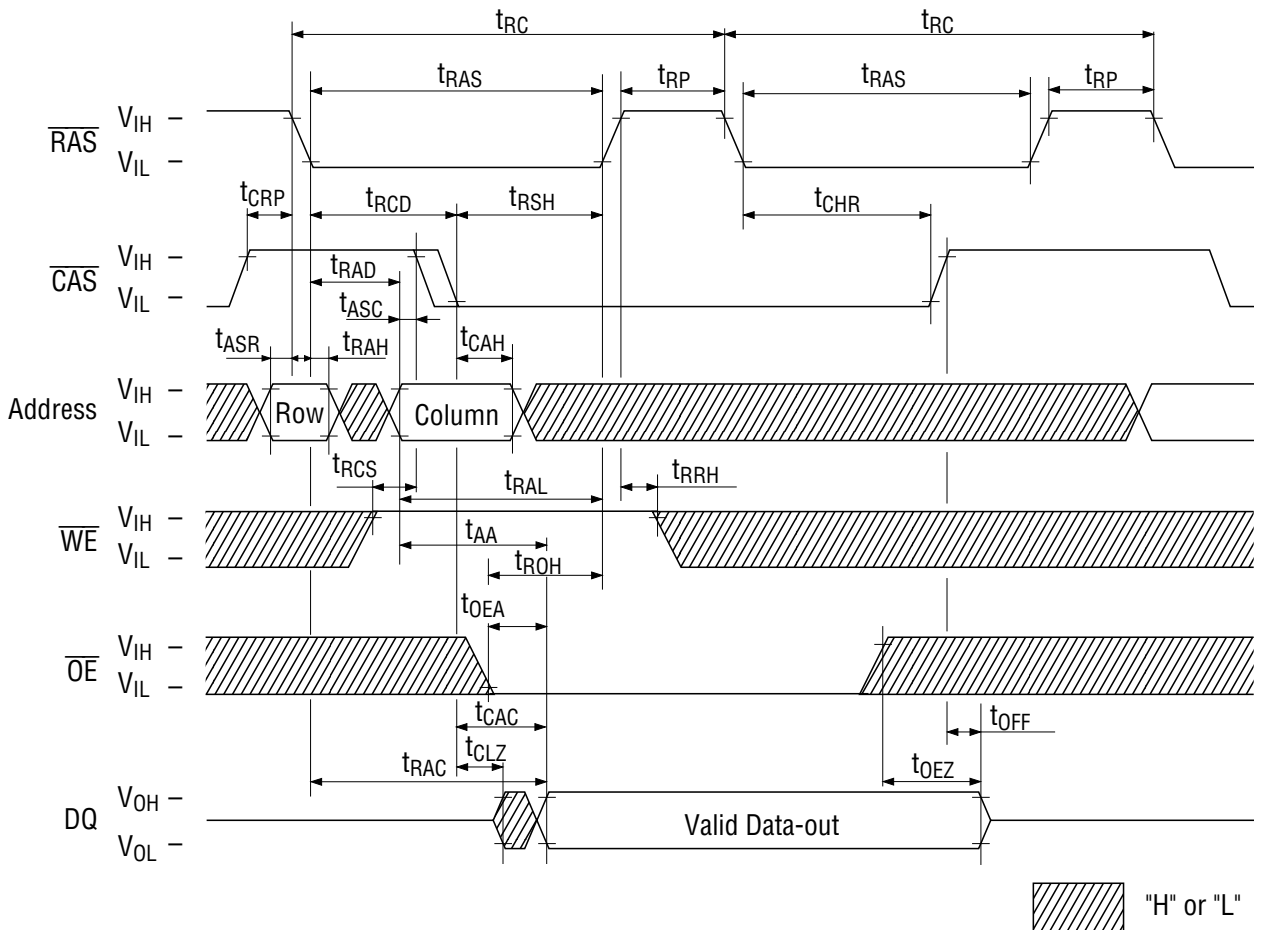 tRC tRC
tRAS tRP tRAS tRP
RAS VIH –
VIL –
tCRP tRCD tRSH tCHR
CAS VIH –
VIL –
tRAD
tASC
tASR tRAH tCAH
Address VIH –
VIL –
Row Column
tRCS tRAL tRRH
WE VIH –
VIL –
tAA
tROH
tOEA
OE VIH –
VIL –
tCAC tOFF
tCLZ
tRAC tOEZ
DQ VOH –
VOL –
Valid Data-out
"H" or "L"